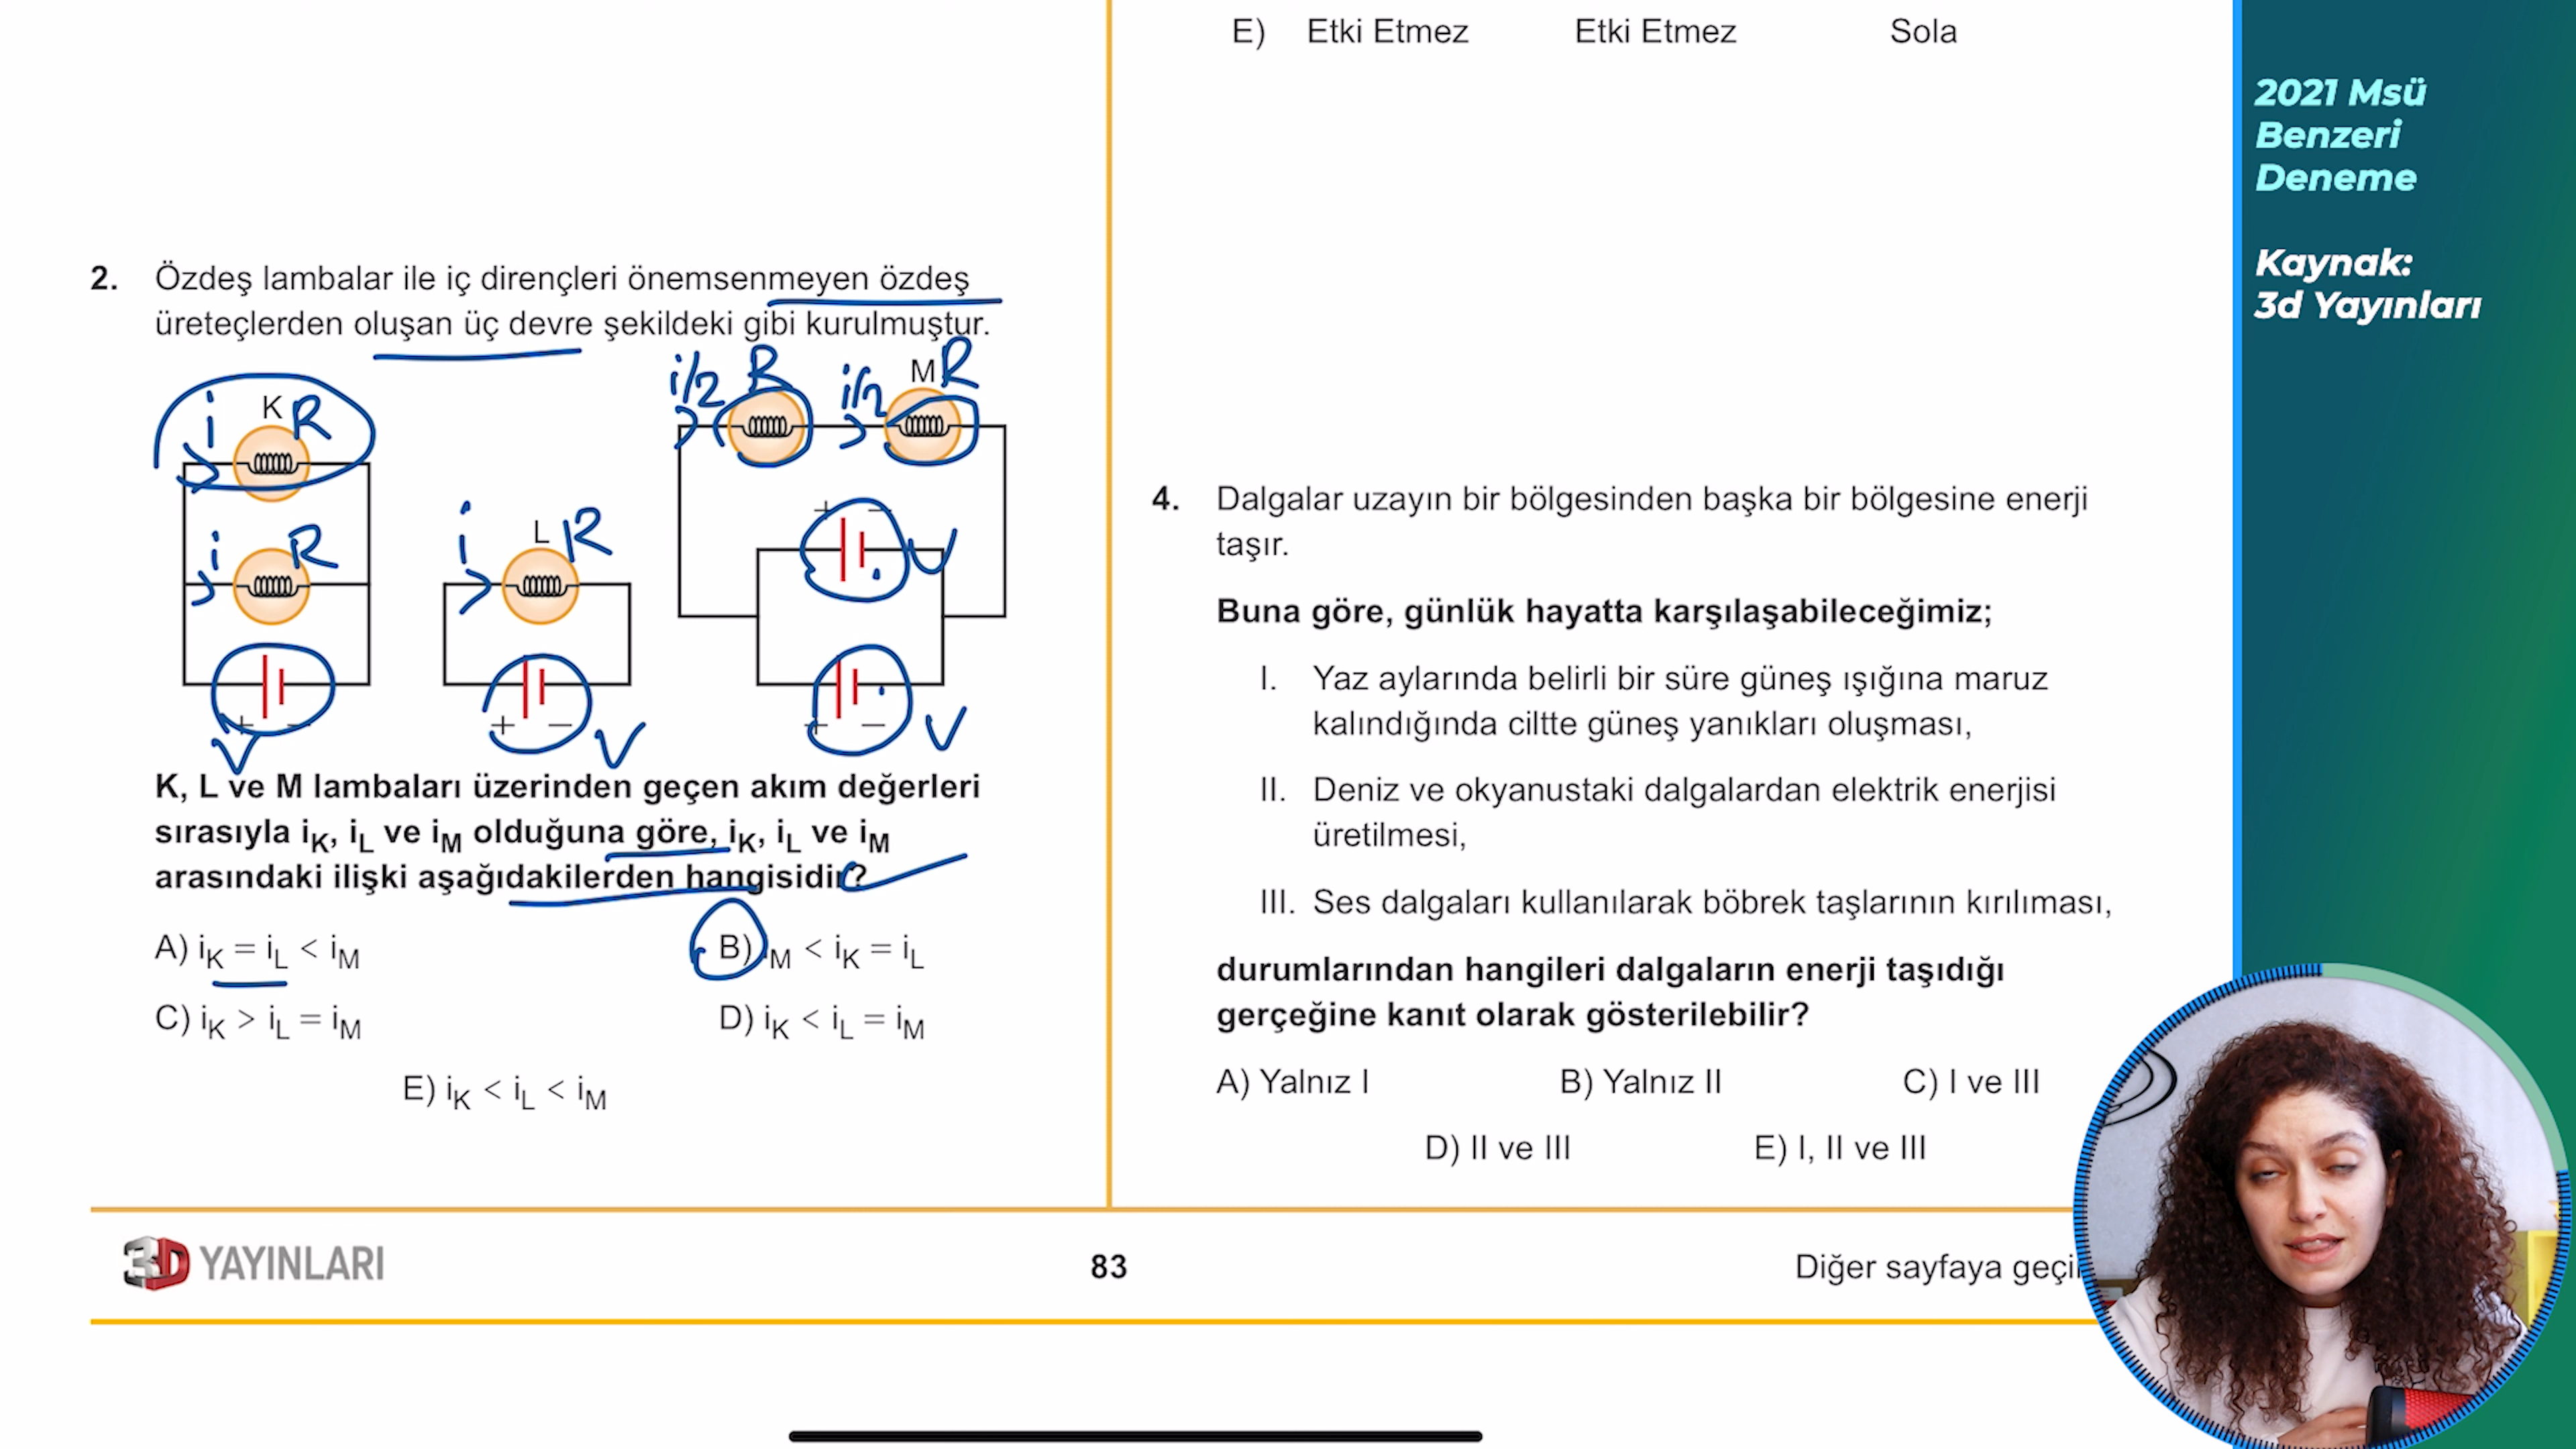 2. Özdeş lambalar ile iç dirençleri önemsenmeyen özdeş
üreteçlerden oluşan üç devre şekildeki gibi kurulmuştur.
i K R
i R
+ −
V
i L R
+ −
V
i/2 R i/2 M R
+ −
V
+ −
V
K, L ve M lambaları üzerinden geçen akım değerleri
sırasıyla iK, iL ve iM olduğuna göre, iK, iL ve iM
arasındaki ilişki aşağıdakilerden hangisidir?
A) iK = iL < iM
B) iM < iK = iL
C) iK > iL = iM
D) iK < iL = iM
E) iK < iL < iM
E) Etki Etmez Etki Etmez Sola
4. Dalgalar uzayın bir bölgesinden başka bir bölgesine enerji
taşır.
Buna göre, günlük hayatta karşılaşabileceğimiz;
I. Yaz aylarında belirli bir süre güneş ışığına maruz
kalındığında ciltte güneş yanıkları oluşması,
II. Deniz ve okyanustaki dalgalardan elektrik enerjisi
üretilmesi,
III. Ses dalgaları kullanılarak böbrek taşlarının kırılıması,
durumlarından hangileri dalgaların enerji taşıdığı
gerçeğine kanıt olarak gösterilebilir?
A) Yalnız I B) Yalnız II C) I ve III
D) II ve III E) I, II ve III
3D YAYINLARI
83
Diğer sayfaya
2021 Msü
Benzeri
Deneme
Kaynak:
3d Yayınları